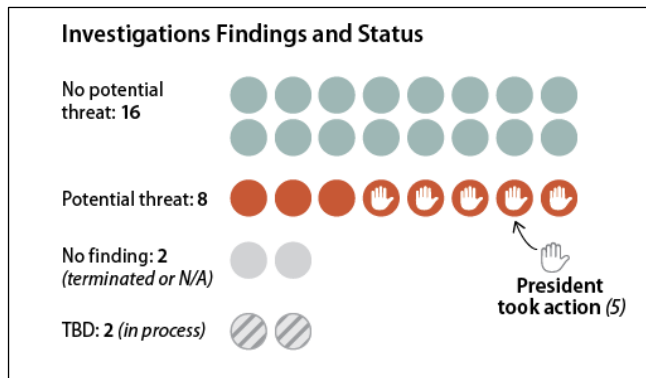 Investigations Findings and Status
No potential
threat: 16
Potential threat: 8
No finding: 2
(terminated or N/A)
President
took action (5)
TBD: 2 (in process)